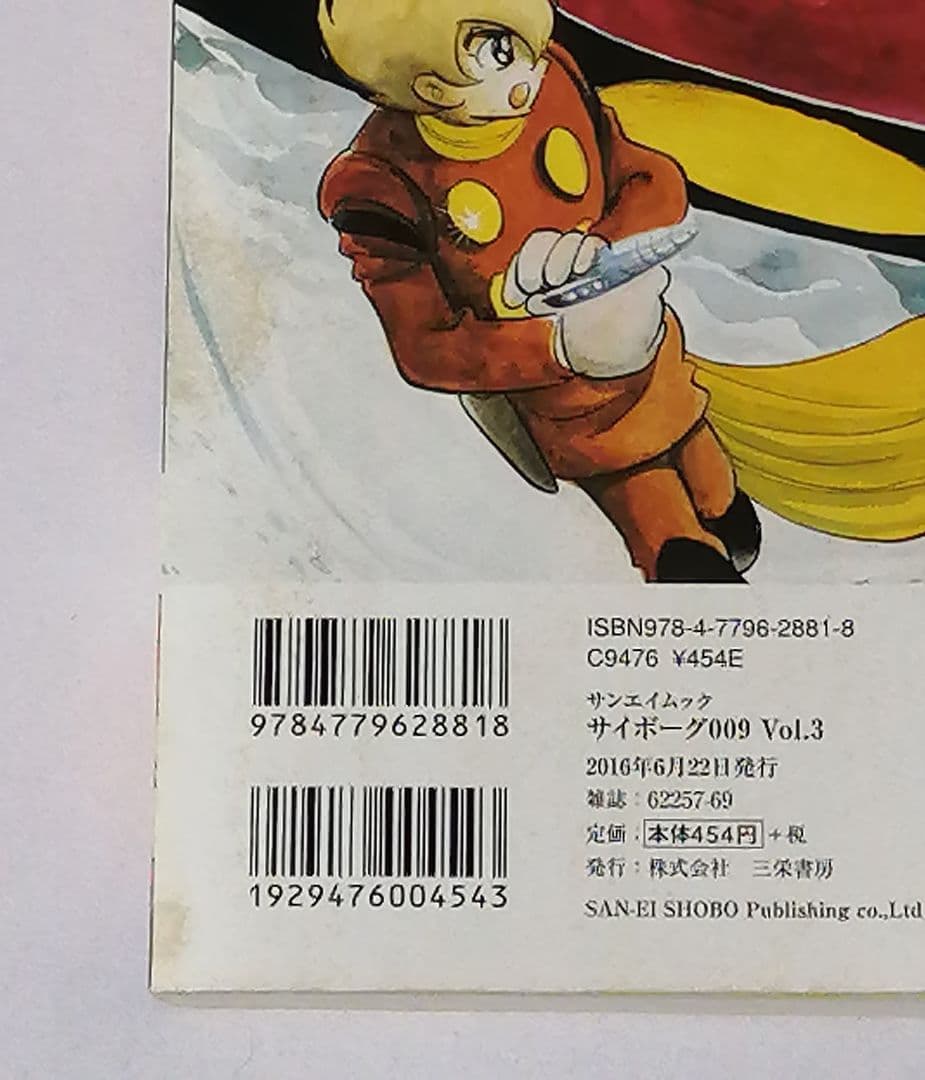 ISBN978-4-7796-2881-8
C9476 ¥454E
サンエイムック
サイボーグ009 Vol.3
2016年6月22日発行
雑誌：62257-69
定価：本体454円＋税
発行：株式会社 三栄書房
SAN-EI SHOBO Publishing co.,Ltd
9784779628818
1929476004543